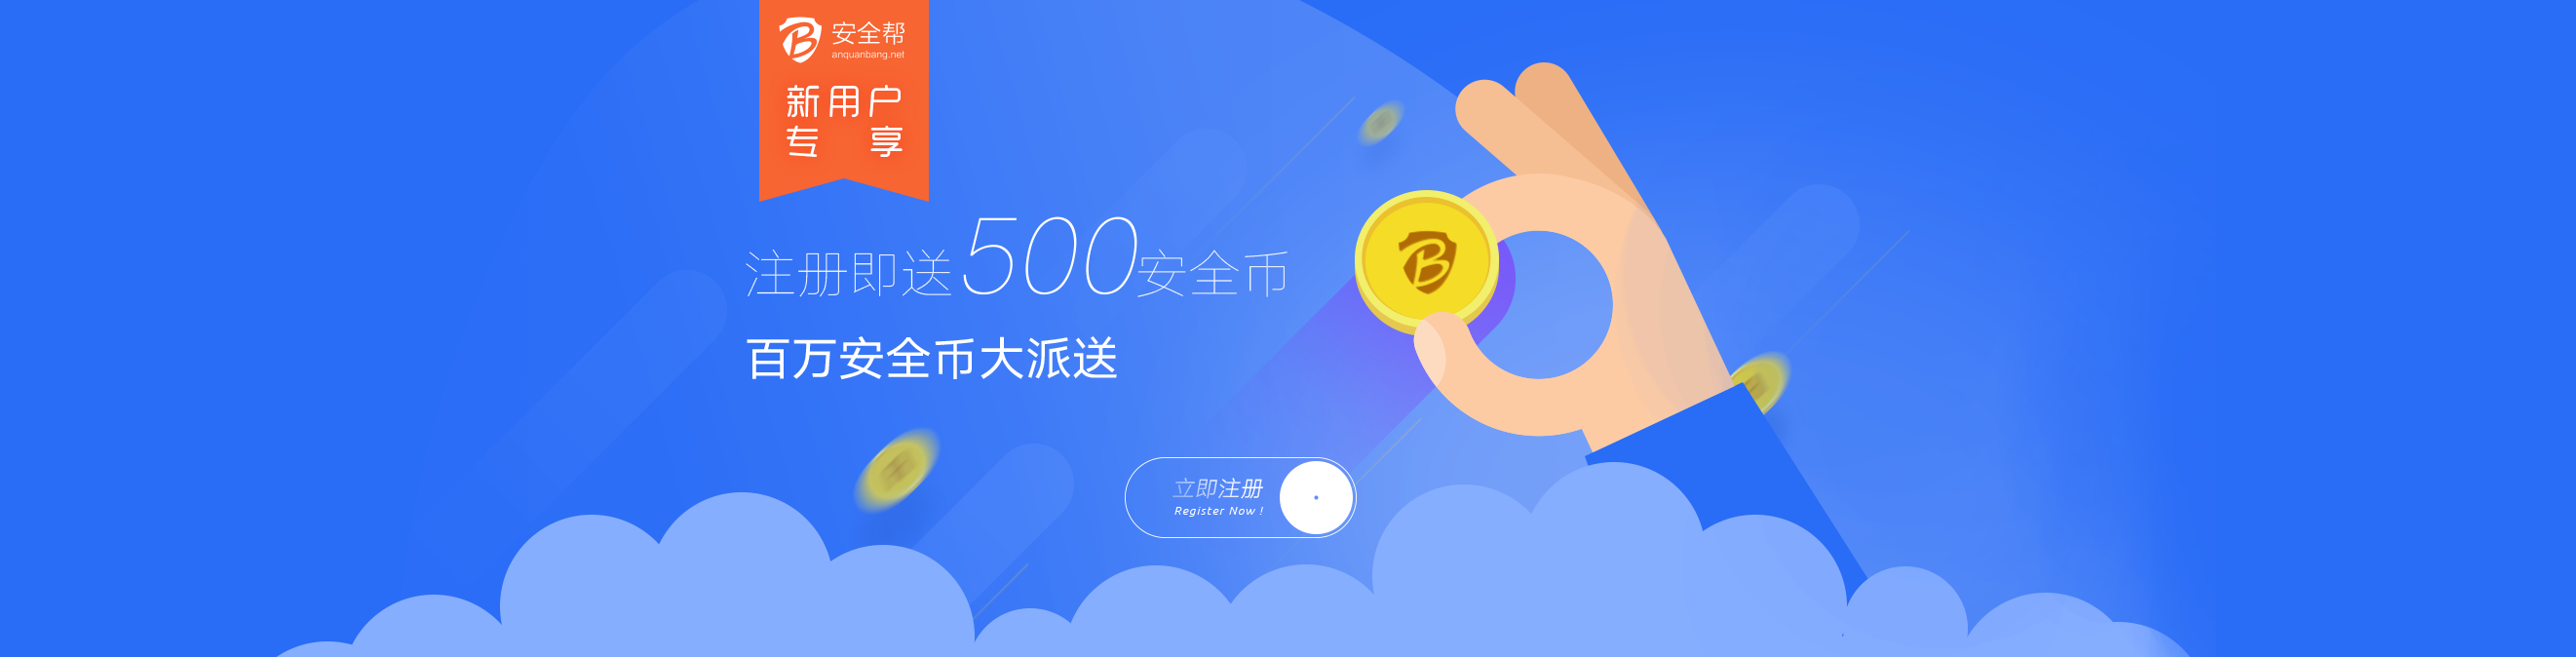 安全帮
anquanbang.net
新用户
专享
注册即送500安全币
百万安全币大派送
立即注册
Register Now !